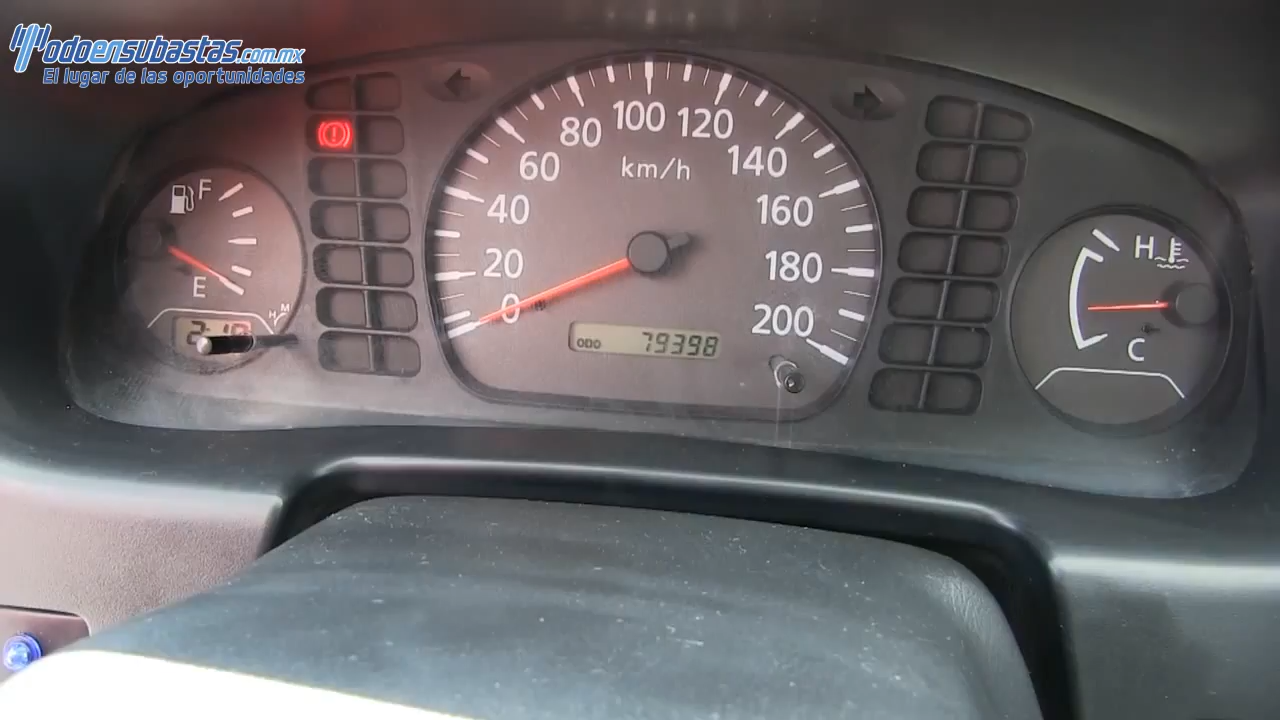 Todoensubastas.com.mx
El lugar de las oportunidades
F
E
H M
0
20
40
60
80
100
120
140
160
180
200
km/h
ODO 79398
H
C